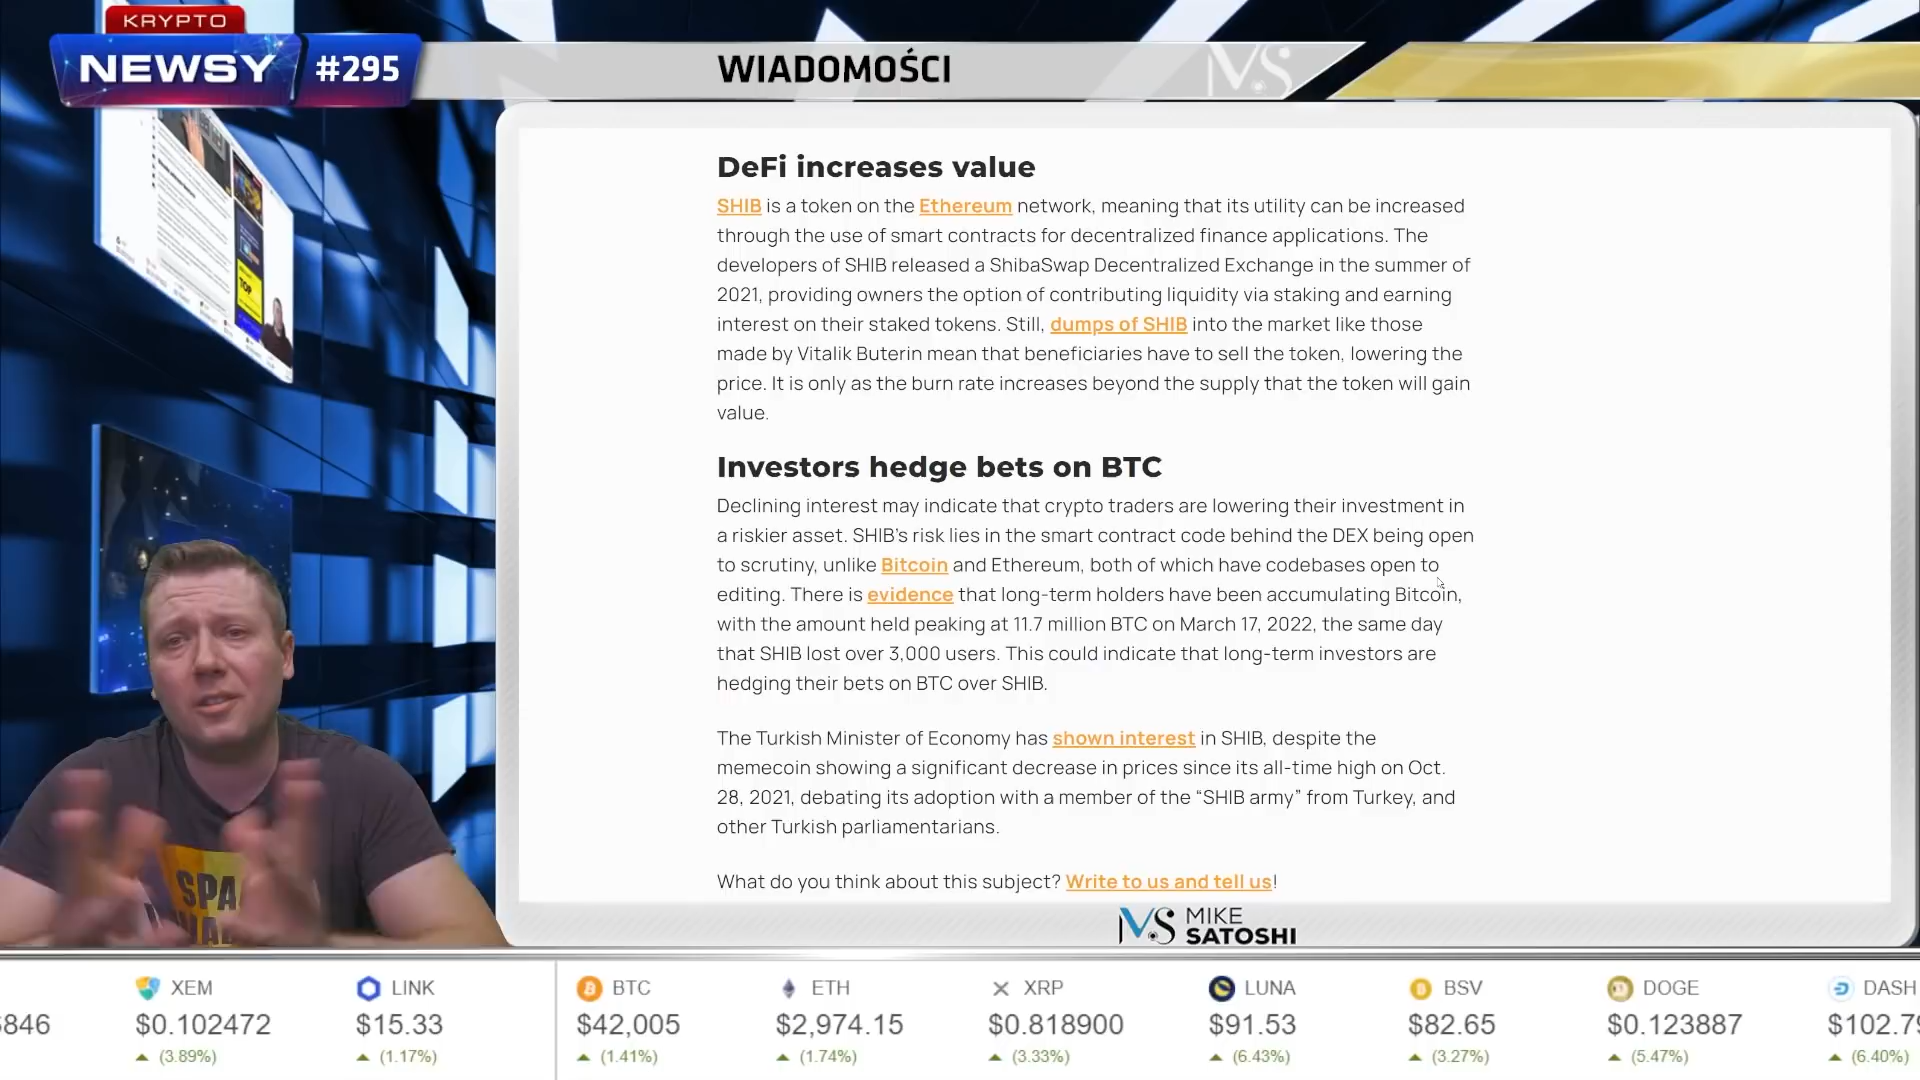 KRYPTO
NEWSY #295
WIADOMOŚCI
DeFi increases value
SHIB is a token on the Ethereum network, meaning that its utility can be increased
through the use of smart contracts for decentralized finance applications. The
developers of SHIB released a ShibaSwap Decentralized Exchange in the summer of
2021, providing owners the option of contributing liquidity via staking and earning
interest on their staked tokens. Still, dumps of SHIB into the market like those
made by Vitalik Buterin mean that beneficiaries have to sell the token, lowering the
price. It is only as the burn rate increases beyond the supply that the token will gain
value.
Investors hedge bets on BTC
Declining interest may indicate that crypto traders are lowering their investment in
a riskier asset. SHIB’s risk lies in the smart contract code behind the DEX being open
to scrutiny, unlike Bitcoin and Ethereum, both of which have codebases open to
editing. There is evidence that long-term holders have been accumulating Bitcoin,
with the amount held peaking at 11.7 million BTC on March 17, 2022, the same day
that SHIB lost over 3,000 users. This could indicate that long-term investors are
hedging their bets on BTC over SHIB.
The Turkish Minister of Economy has shown interest in SHIB, despite the
memecoin showing a significant decrease in prices since its all-time high on Oct.
28, 2021, debating its adoption with a member of the “SHIB army” from Turkey, and
other Turkish parliamentarians.
What do you think about this subject? Write to us and tell us!
TOP
SPA
MS MIKE
SATOSHI
XEM LINK BTC ETH XRP LUNA BSV DOGE DASH
6846 $0.102472 $15.33 $42,005 $2,974.15 $0.818900 $91.53 $82.65 $0.123887 $102.79
(3.89%) (1.17%) (1.41%) (1.74%) (3.33%) (6.43%) (3.27%) (5.47%) (6.40%)